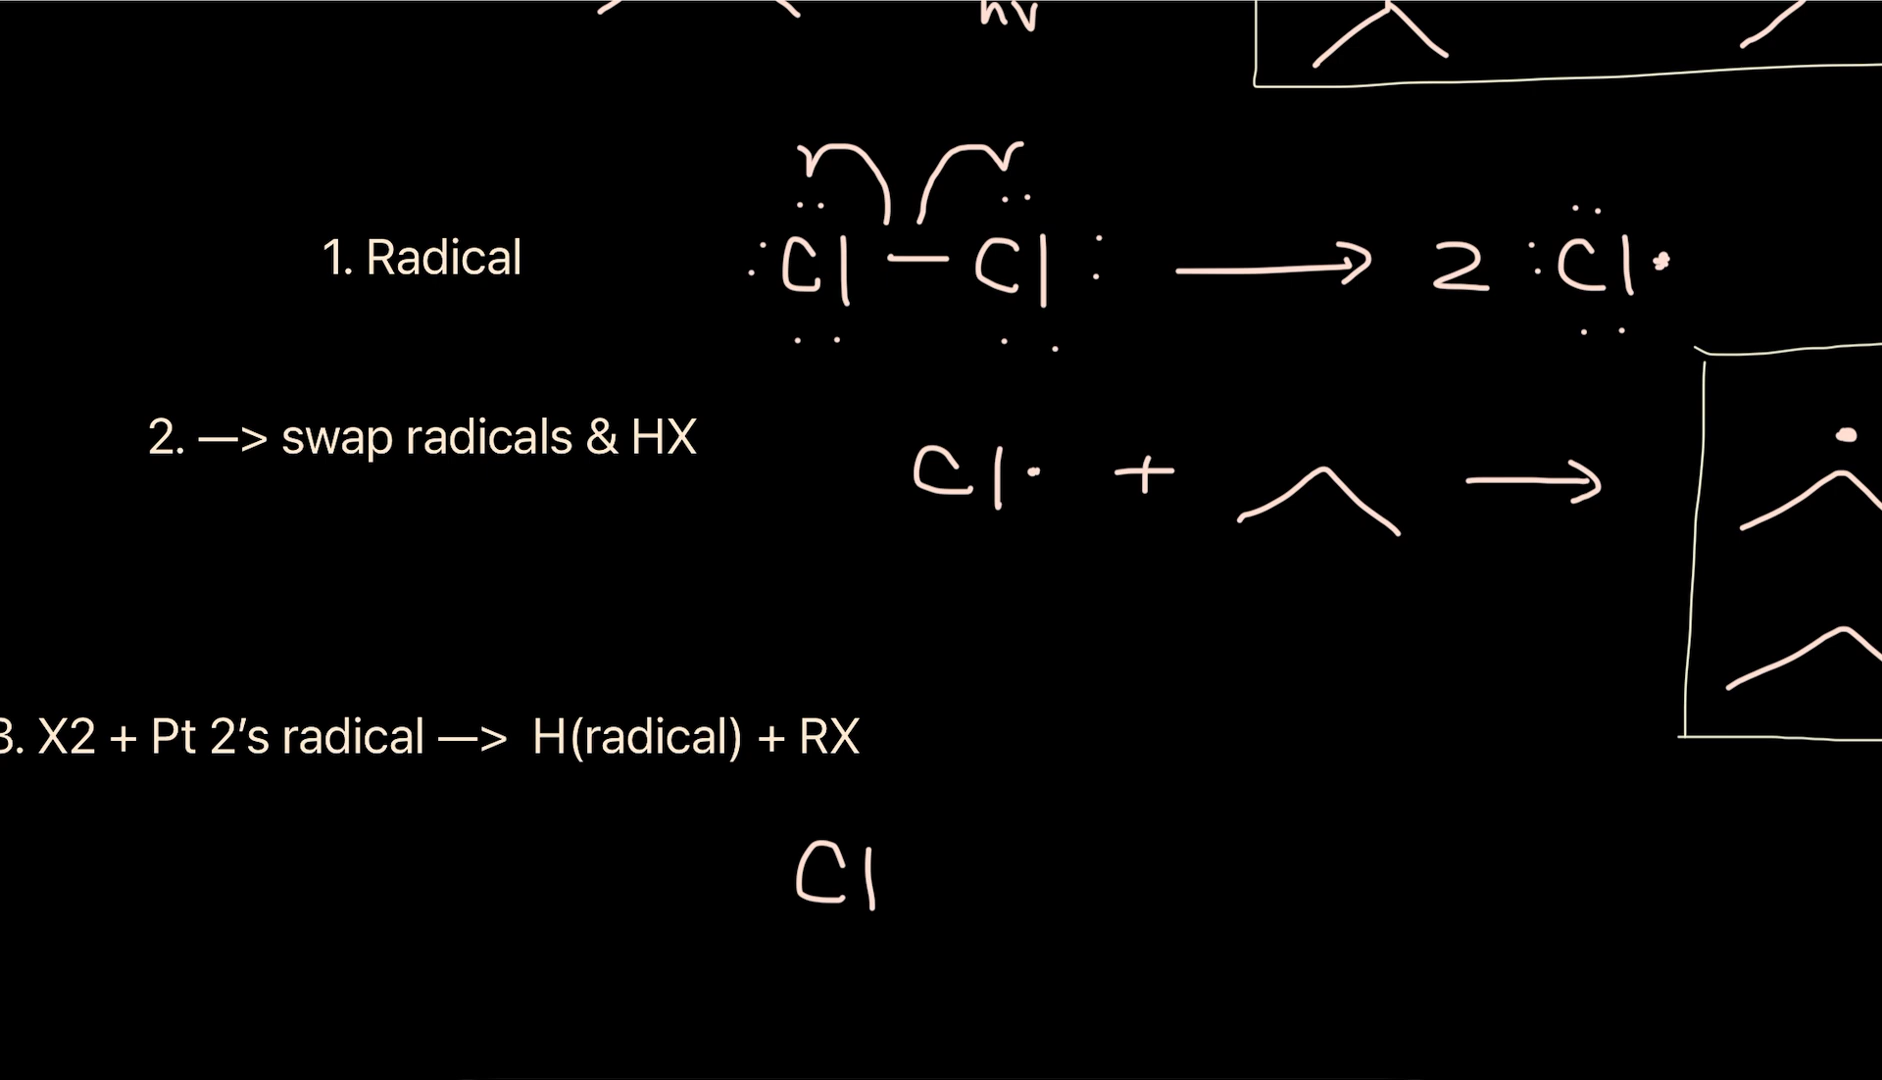 hv
1. Radical
:Cl — Cl: → 2 :Cl•
2. —> swap radicals & HX
Cl• + →
3. X2 + Pt 2's radical —> H(radical) + RX
Cl